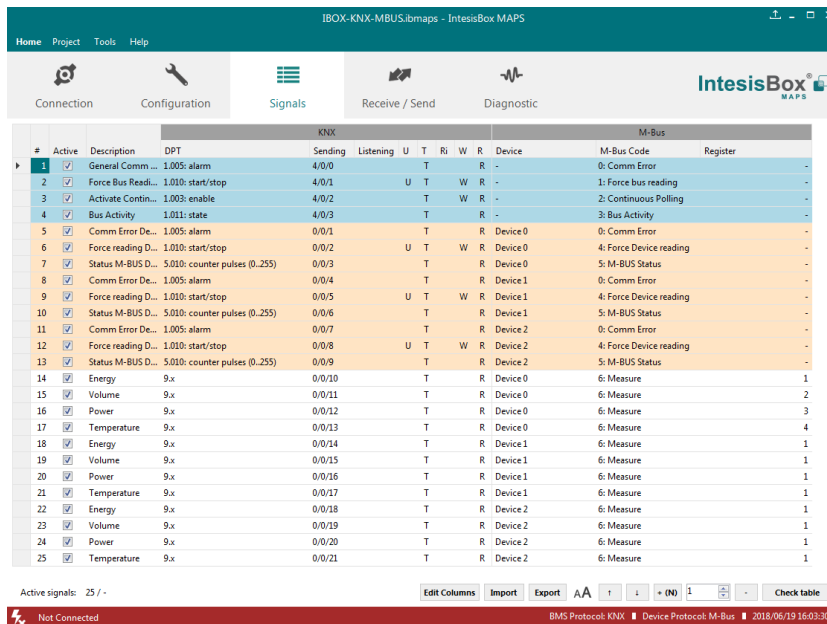 IBOX-KNX-MBUS.ibmaps - IntesisBox MAPS
Home Project Tools Help
Connection Configuration Signals Receive / Send Diagnostic
IntesisBox®
MAPS
KNX M-Bus
# Active Description DPT Sending Listening U T Ri W R Device M-Bus Code Register
1 General Comm ... 1.005: alarm 4/0/0 T R - 0: Comm Error -
2 Force Bus Readi... 1.010: start/stop 4/0/1 U T W R - 1: Force bus reading -
3 Activate Contin... 1.003: enable 4/0/2 T W R - 2: Continuous Polling -
4 Bus Activity 1.011: state 4/0/3 T R - 3: Bus Activity -
5 Comm Error De... 1.005: alarm 0/0/1 T R Device 0 0: Comm Error -
6 Force reading D... 1.010: start/stop 0/0/2 U T W R Device 0 4: Force Device reading -
7 Status M-BUS D... 5.010: counter pulses (0..255) 0/0/3 T R Device 0 5: M-BUS Status -
8 Comm Error De... 1.005: alarm 0/0/4 T R Device 1 0: Comm Error -
9 Force reading D... 1.010: start/stop 0/0/5 U T W R Device 1 4: Force Device reading -
10 Status M-BUS D... 5.010: counter pulses (0..255) 0/0/6 T R Device 1 5: M-BUS Status -
11 Comm Error De... 1.005: alarm 0/0/7 T R Device 2 0: Comm Error -
12 Force reading D... 1.010: start/stop 0/0/8 U T W R Device 2 4: Force Device reading -
13 Status M-BUS D... 5.010: counter pulses (0..255) 0/0/9 T R Device 2 5: M-BUS Status -
14 Energy 9.x 0/0/10 T R Device 0 6: Measure 1
15 Volume 9.x 0/0/11 T R Device 0 6: Measure 2
16 Power 9.x 0/0/12 T R Device 0 6: Measure 3
17 Temperature 9.x 0/0/13 T R Device 0 6: Measure 4
18 Energy 9.x 0/0/14 T R Device 1 6: Measure 1
19 Volume 9.x 0/0/15 T R Device 1 6: Measure 1
20 Power 9.x 0/0/16 T R Device 1 6: Measure 1
21 Temperature 9.x 0/0/17 T R Device 1 6: Measure 1
22 Energy 9.x 0/0/18 T R Device 2 6: Measure 1
23 Volume 9.x 0/0/19 T R Device 2 6: Measure 1
24 Power 9.x 0/0/20 T R Device 2 6: Measure 1
25 Temperature 9.x 0/0/21 T R Device 2 6: Measure 1
Active signals: 25 / - Edit Columns Import Export AA ↑ ↓ + (N) 1 - Check table
Not Connected BMS Protocol: KNX Device Protocol: M-Bus 2018/06/19 16:03:30